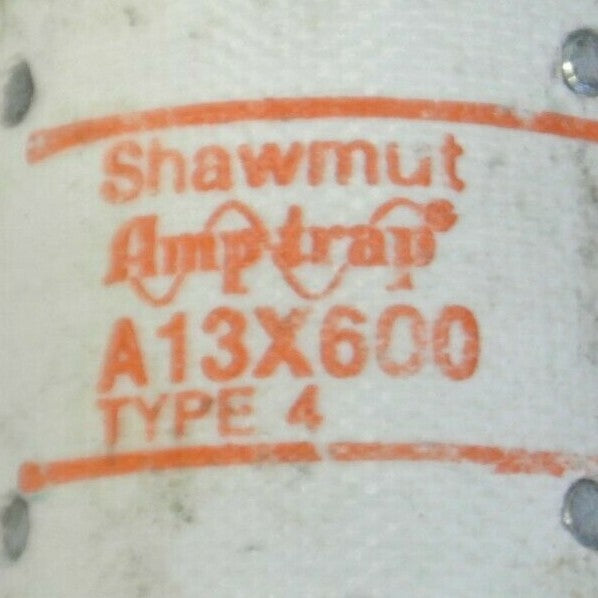 Shawmut
Amp-trap®
A13X600
TYPE 4